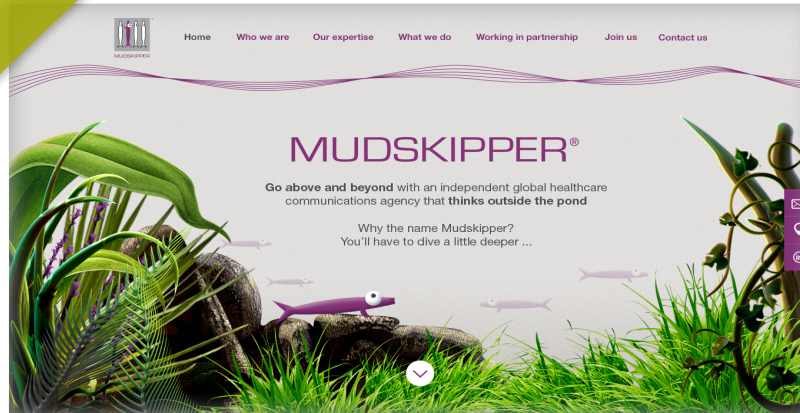 MUDSKIPPER
Home
Who we are
Our expertise
What we do
Working in partnership
Join us
Contact us
MUDSKIPPER®
Go above and beyond with an independent global healthcare
communications agency that thinks outside the pond
Why the name Mudskipper?
You'll have to dive a little deeper ...